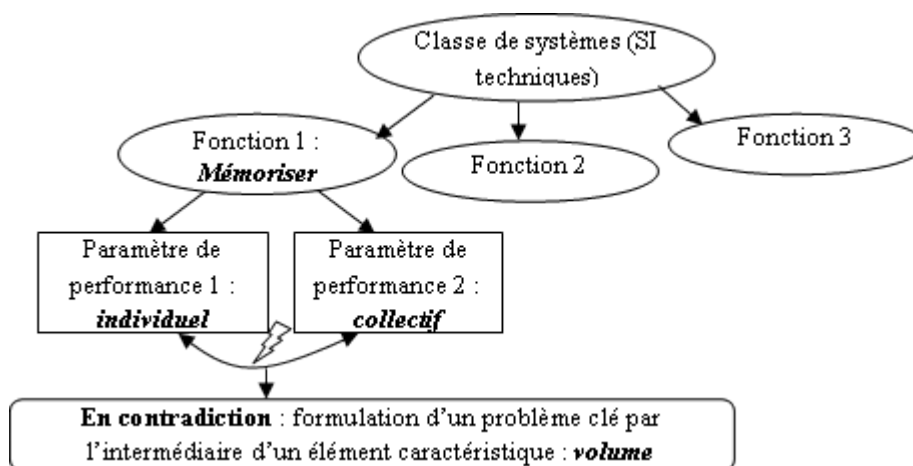 Classe de systèmes (SI
techniques)
Fonction 1 :
Mémoriser
Fonction 2
Fonction 3
Paramètre de
performance 1 :
individuel
Paramètre de
performance 2 :
collectif
En contradiction : formulation d'un problème clé par
l'intermédiaire d'un élément caractéristique : volume